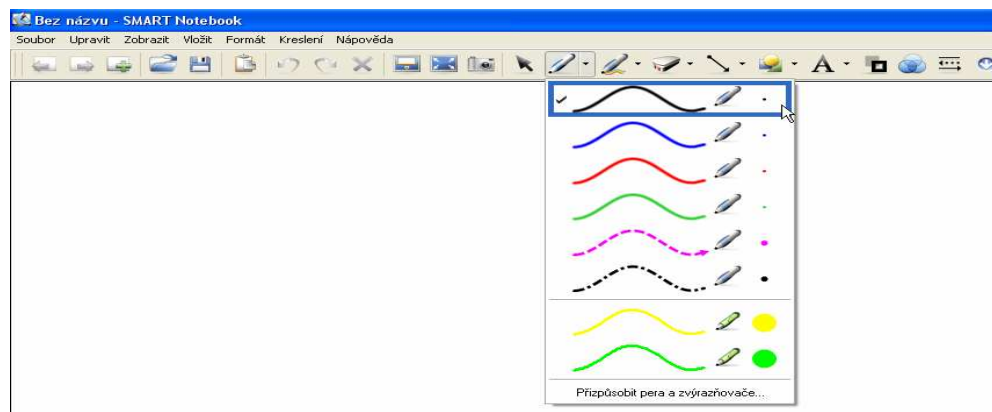 Bez názvu - SMART Notebook
Soubor Upravit Zobrazit Vložit Formát Kreslení Nápověda
A
Přizpůsobit pera a zvýrazňovače...